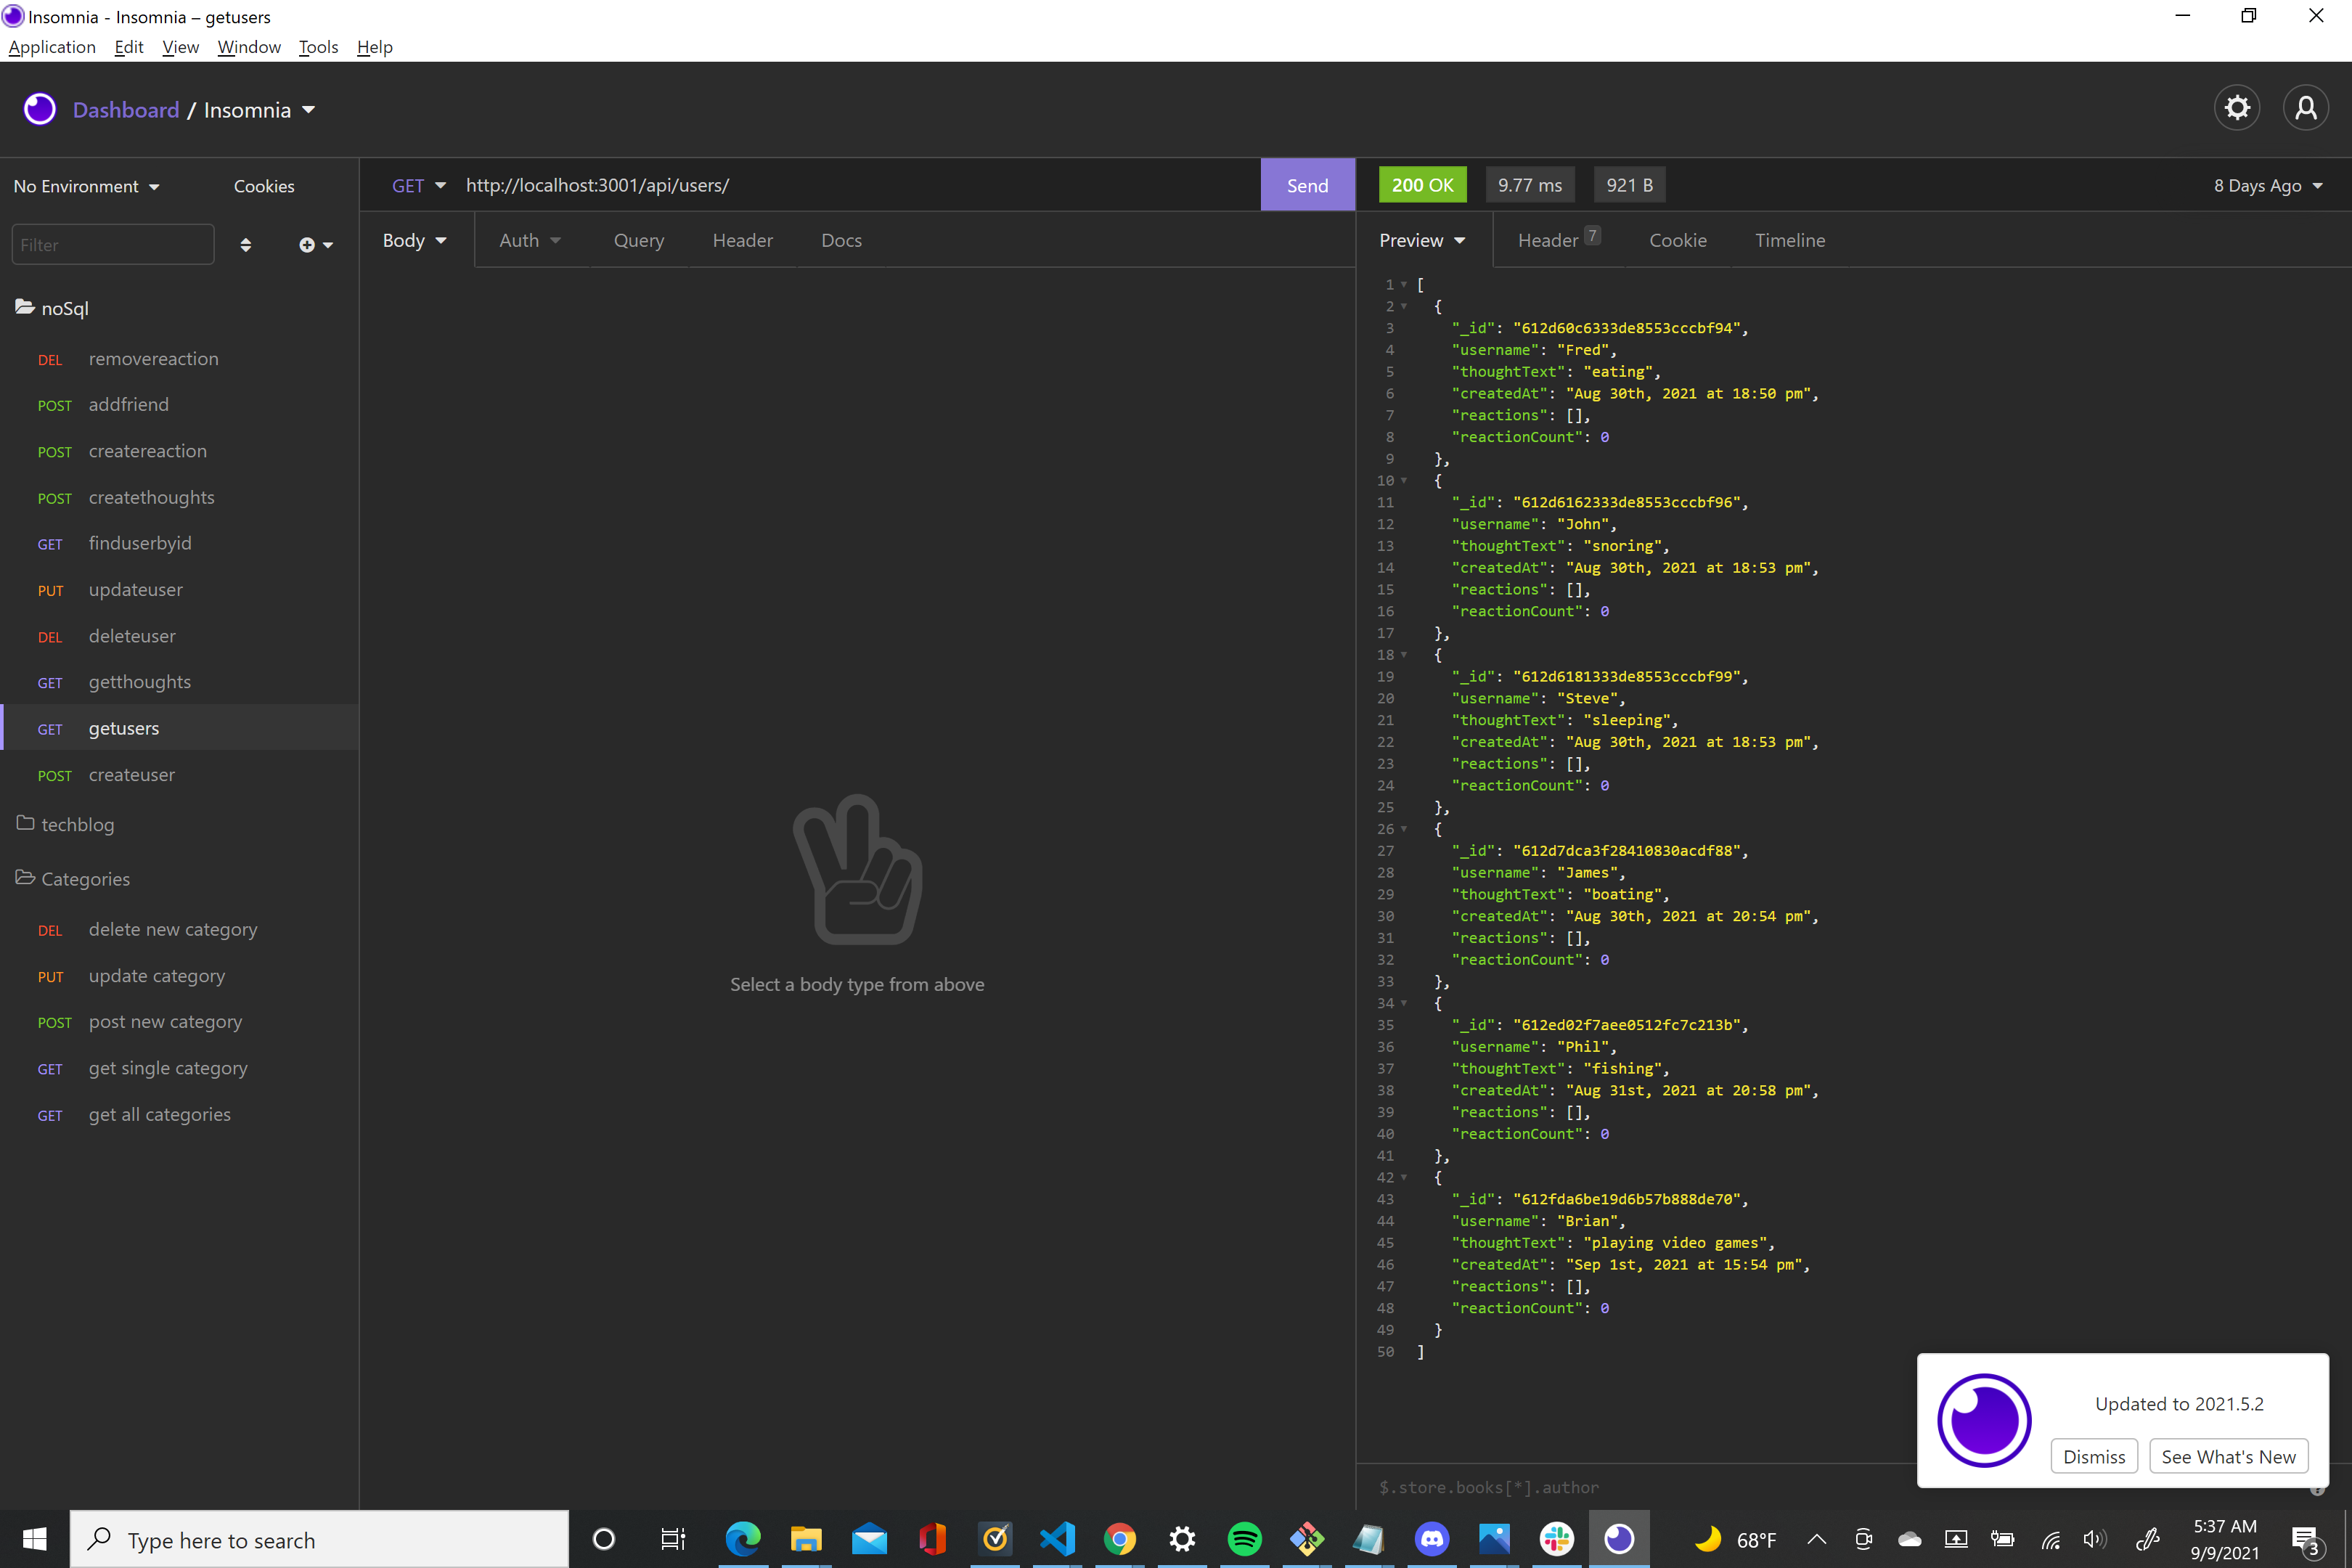 Insomnia - Insomnia – getusers
Application Edit View Window Tools Help
Dashboard / Insomnia
No Environment Cookies
Filter
noSql
DEL removereaction
POST addfriend
POST createreaction
POST createthoughts
GET finduserbyid
PUT updateuser
DEL deleteuser
GET getthoughts
GET getusers
POST createuser
techblog
Categories
DEL delete new category
PUT update category
POST post new category
GET get single category
GET get all categories
GET http://localhost:3001/api/users/ Send
Body Auth Query Header Docs
Select a body type from above
200 OK 9.77 ms 921 B 8 Days Ago
Preview Header 7 Cookie Timeline
1 [
2 {
3 "_id": "612d60c6333de8553cccbf94",
4 "username": "Fred",
5 "thoughtText": "eating",
6 "createdAt": "Aug 30th, 2021 at 18:50 pm",
7 "reactions": [],
8 "reactionCount": 0
9 },
10 {
11 "_id": "612d6162333de8553cccbf96",
12 "username": "John",
13 "thoughtText": "snoring",
14 "createdAt": "Aug 30th, 2021 at 18:53 pm",
15 "reactions": [],
16 "reactionCount": 0
17 },
18 {
19 "_id": "612d6181333de8553cccbf99",
20 "username": "Steve",
21 "thoughtText": "sleeping",
22 "createdAt": "Aug 30th, 2021 at 18:53 pm",
23 "reactions": [],
24 "reactionCount": 0
25 },
26 {
27 "_id": "612d7dca3f28410830acdf88",
28 "username": "James",
29 "thoughtText": "boating",
30 "createdAt": "Aug 30th, 2021 at 20:54 pm",
31 "reactions": [],
32 "reactionCount": 0
33 },
34 {
35 "_id": "612ed02f7aee0512fc7c213b",
36 "username": "Phil",
37 "thoughtText": "fishing",
38 "createdAt": "Aug 31st, 2021 at 20:58 pm",
39 "reactions": [],
40 "reactionCount": 0
41 },
42 {
43 "_id": "612fda6be19d6b57b888de70",
44 "username": "Brian",
45 "thoughtText": "playing video games",
46 "createdAt": "Sep 1st, 2021 at 15:54 pm",
47 "reactions": [],
48 "reactionCount": 0
49 }
50 ]
$.store.books[*].author
Updated to 2021.5.2
Dismiss See What's New
Type here to search
68°F
5:37 AM
9/9/2021
3